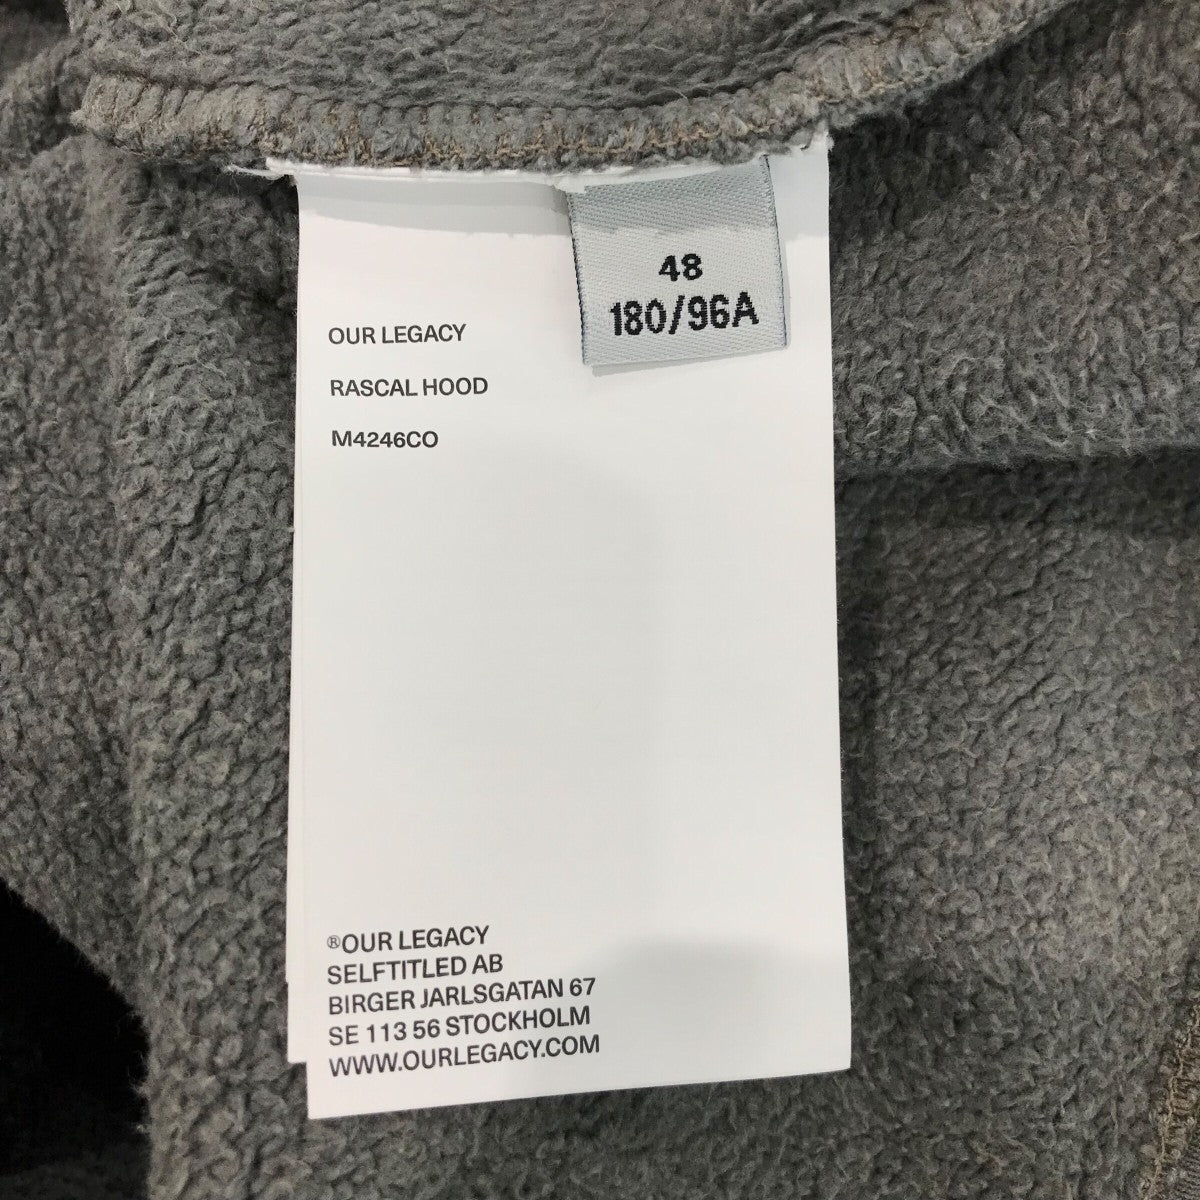 48
180/96A
OUR LEGACY
RASCAL HOOD
M4246CO
®OUR LEGACY
SELFTITLED AB
BIRGER JARLSGATAN 67
SE 113 56 STOCKHOLM
WWW.OURLEGACY.COM